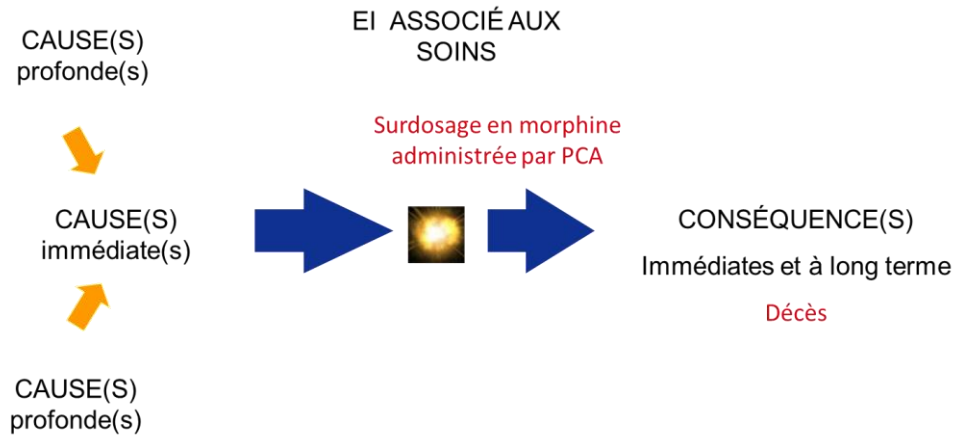 CAUSE(S)
profonde(s)
EI ASSOCIÉ AUX
SOINS
Surdosage en morphine
administrée par PCA
CAUSE(S)
immédiate(s)
CONSÉQUENCE(S)
Immédiates et à long terme
Décès
CAUSE(S)
profonde(s)